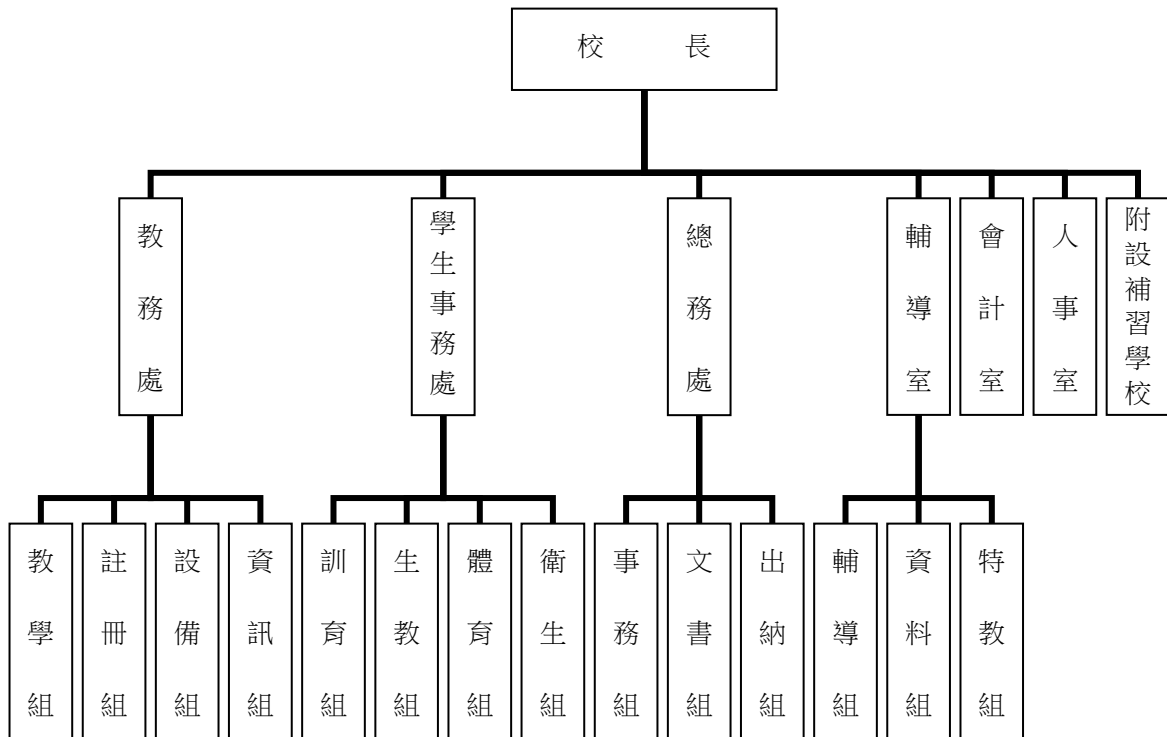 校長
教務處
學生事務處
總務處
輔導室
會計室
人事室
附設補習學校
教學組
註冊組
設備組
資訊組
訓育組
生教組
體育組
衛生組
事務組
文書組
出納組
輔導組
資料組
特教組